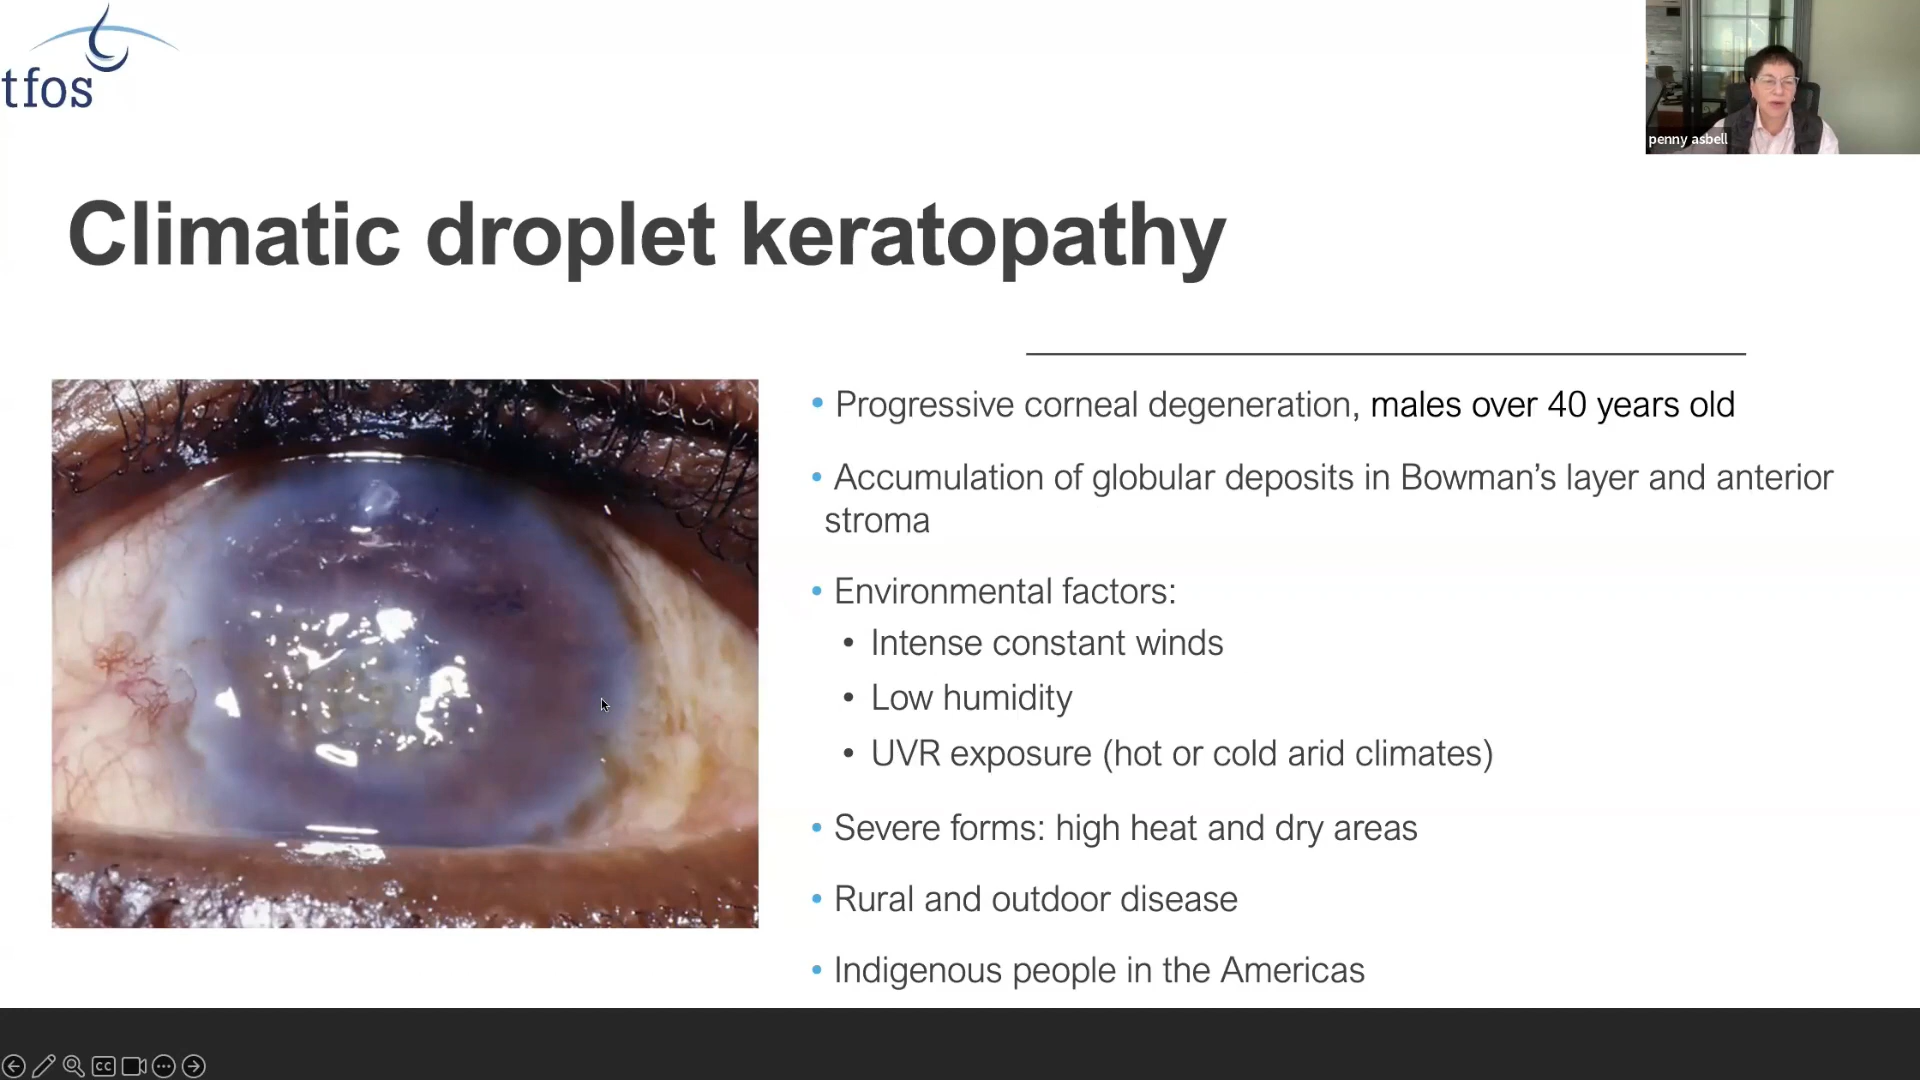 tfos
penny asbell
Climatic droplet keratopathy
• Progressive corneal degeneration, males over 40 years old
• Accumulation of globular deposits in Bowman’s layer and anterior
stroma
• Environmental factors:
• Intense constant winds
• Low humidity
• UVR exposure (hot or cold arid climates)
• Severe forms: high heat and dry areas
• Rural and outdoor disease
• Indigenous people in the Americas
CC